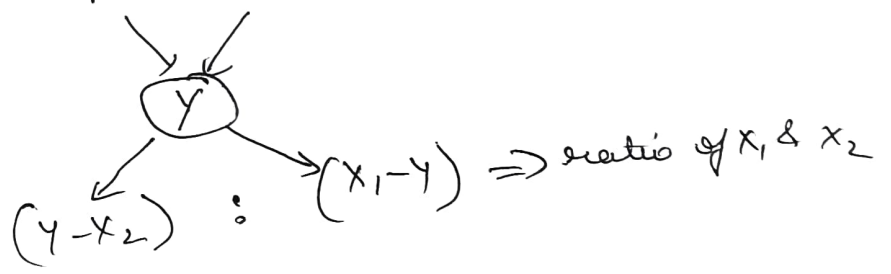 Y
(Y-X₂) : (X₁-Y) => ratio of X₁ & X₂